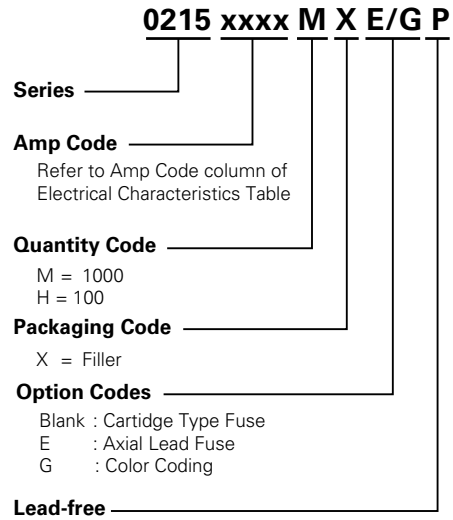 0215 xxxx M X E/G P
Series
Amp Code
Refer to Amp Code column of
Electrical Characteristics Table
Quantity Code
M = 1000
H = 100
Packaging Code
X = Filler
Option Codes
Blank : Cartidge Type Fuse
E : Axial Lead Fuse
G : Color Coding
Lead-free